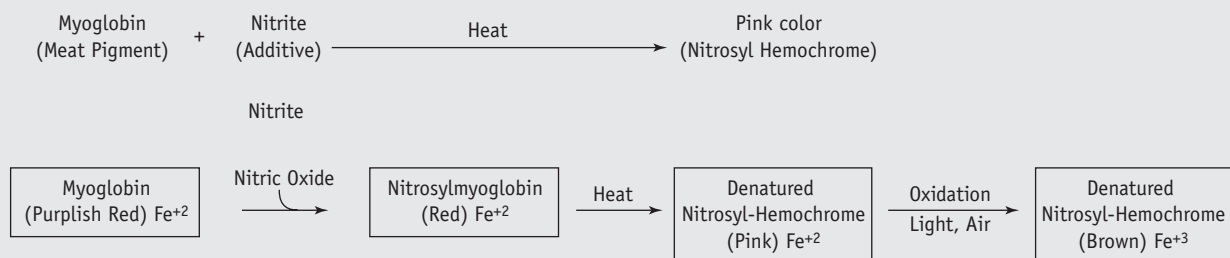 Myoglobin
(Meat Pigment)
+
Nitrite
(Additive)
Heat
Pink color
(Nitrosyl Hemochrome)
Nitrite
Myoglobin
(Purplish Red) Fe+2
Nitric Oxide
Nitrosylmyoglobin
(Red) Fe+2
Heat
Denatured
Nitrosyl-Hemochrome
(Pink) Fe+2
Oxidation
Light, Air
Denatured
Nitrosyl-Hemochrome
(Brown) Fe+3